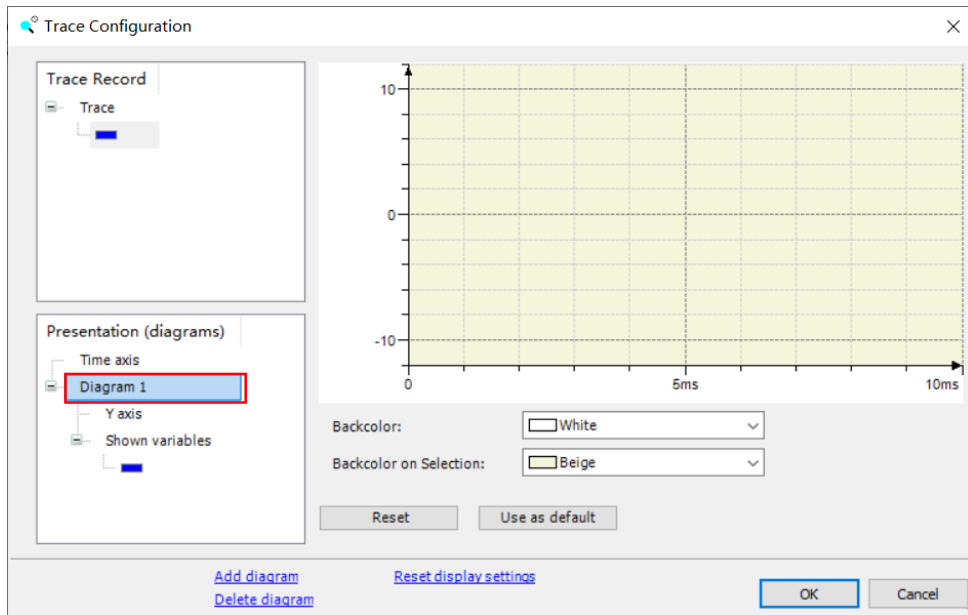 Trace Configuration
Trace Record
Trace
Presentation (diagrams)
Time axis
Diagram 1
Y axis
Shown variables
10
0
-10
0
5ms
10ms
Backcolor:
White
Backcolor on Selection:
Beige
Reset
Use as default
Add diagram
Reset display settings
Delete diagram
OK
Cancel